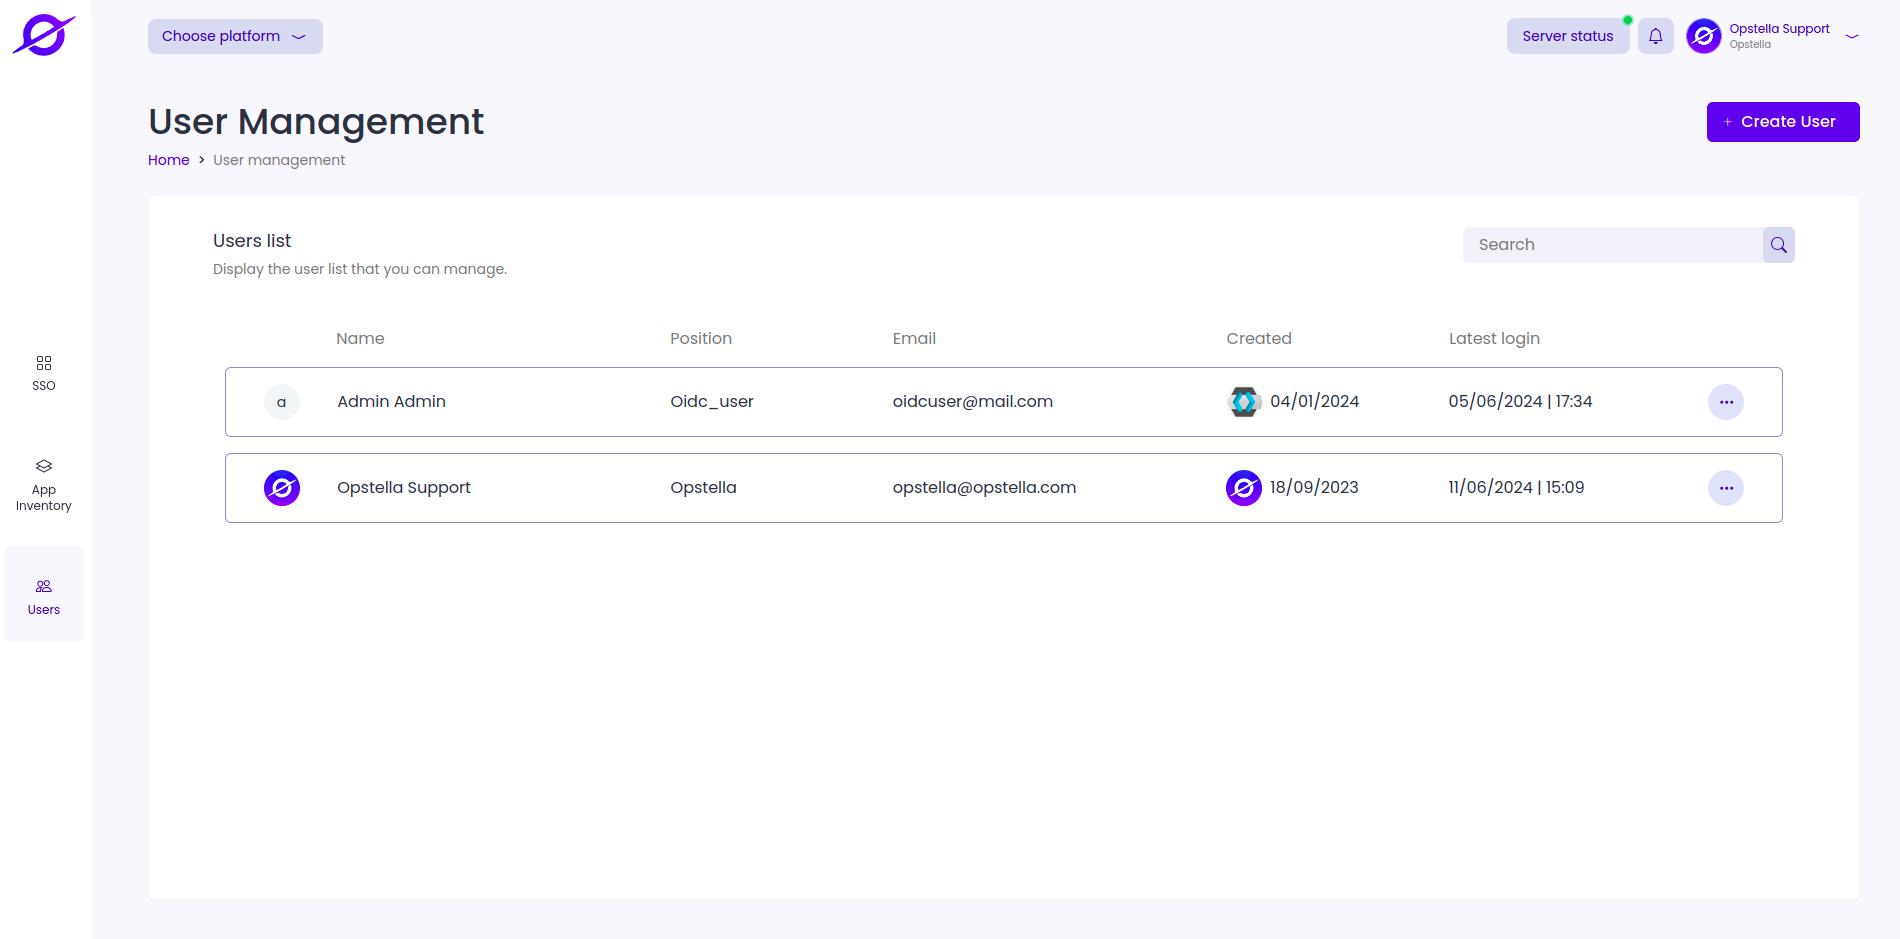 Choose platform
Server status
Opstella Support
Opstella
User Management
+ Create User
Home > User management
Users list
Display the user list that you can manage.
Search
Name Position Email Created Latest login
a Admin Admin Oidc_user oidcuser@mail.com 04/01/2024 05/06/2024 | 17:34
Opstella Support Opstella opstella@opstella.com 18/09/2023 11/06/2024 | 15:09
SSO
App
Inventory
Users